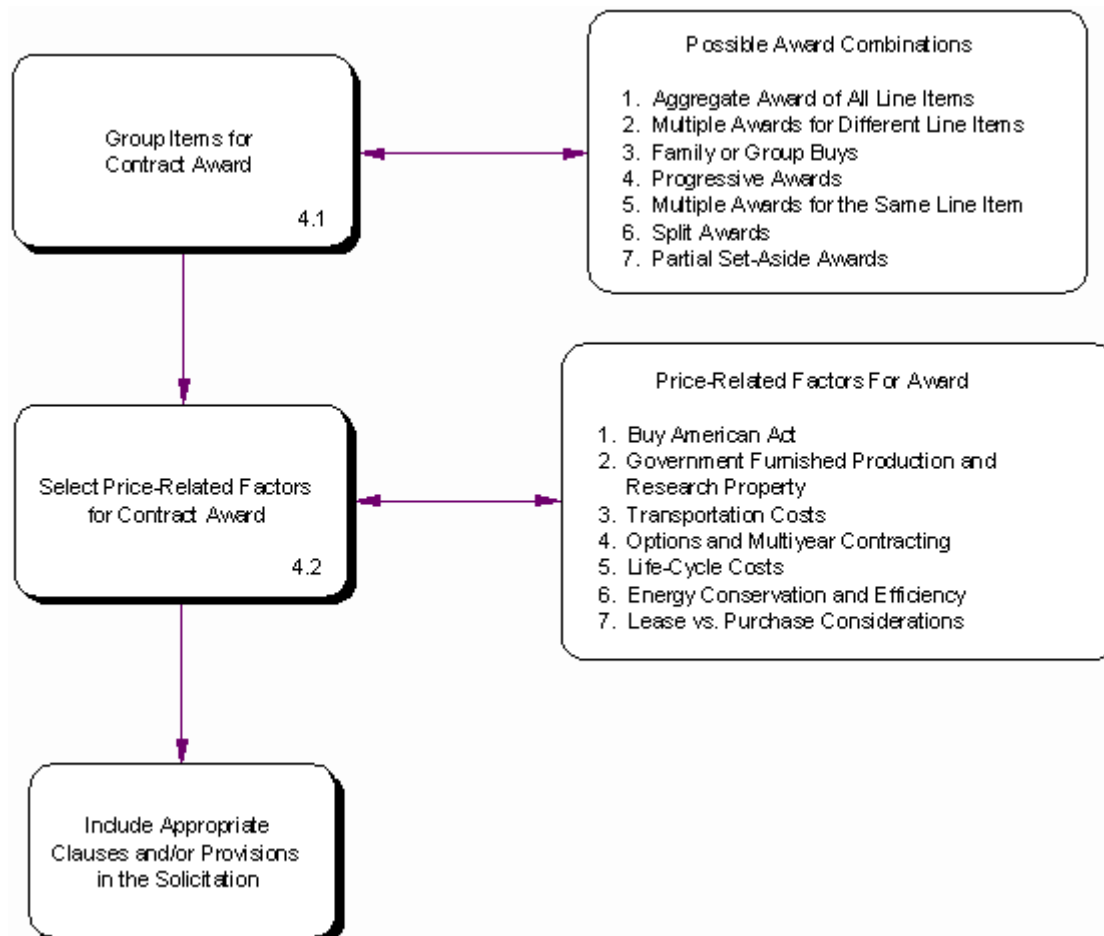 Group Items for
Contract Award
4.1
Possible Award Combinations
1. Aggregate Award of All Line Items
2. Multiple Awards for Different Line Items
3. Family or Group Buys
4. Progressive Awards
5. Multiple Awards for the Same Line Item
6. Split Awards
7. Partial Set-Aside Awards
Select Price-Related Factors
for Contract Award
4.2
Price-Related Factors For Award
1. Buy American Act
2. Government Furnished Production and
Research Property
3. Transportation Costs
4. Options and Multiyear Contracting
5. Life-Cycle Costs
6. Energy Conservation and Efficiency
7. Lease vs. Purchase Considerations
Include Appropriate
Clauses and/or Provisions
in the Solicitation